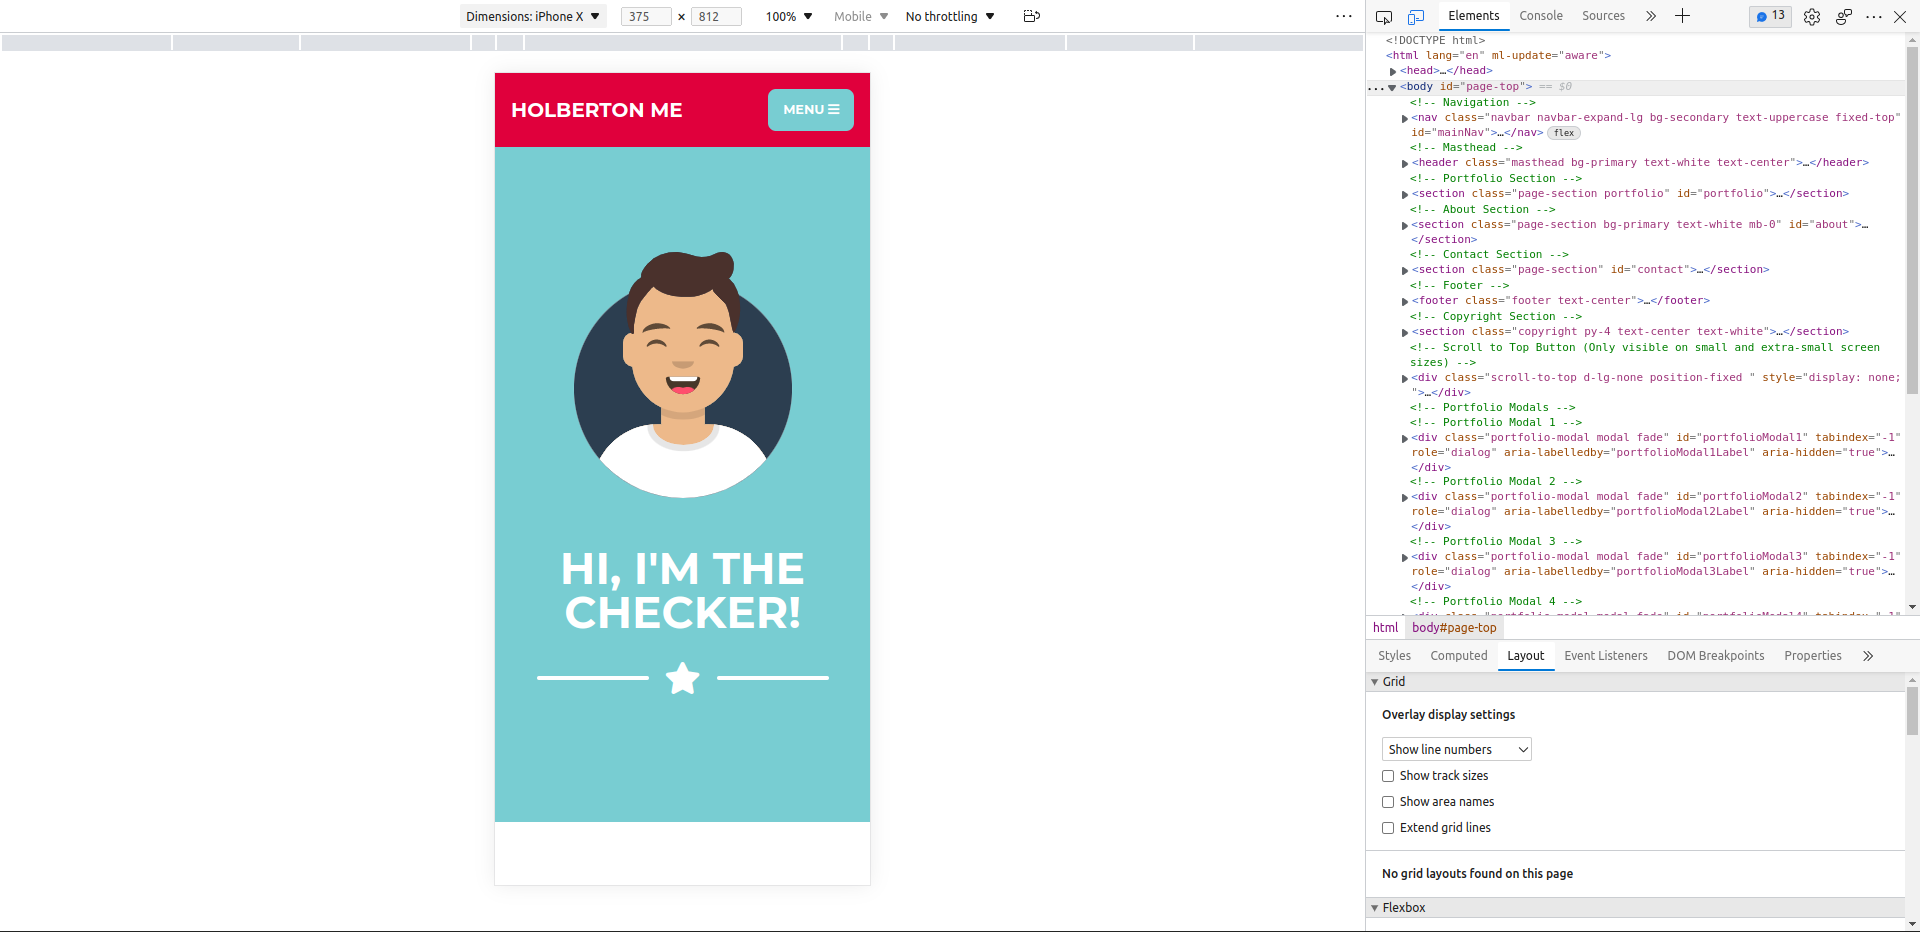 Dimensions: iPhone X ▼ 375 × 812 100% ▼ Mobile ▼ No throttling ▼
HOLBERTON ME
MENU
HI, I'M THE
CHECKER!
Elements Console Sources 13
<!DOCTYPE html>
<html lang="en" ml-update="aware">
<head>…</head>
<body id="page-top"> == $0
<!-- Navigation -->
<nav class="navbar navbar-expand-lg bg-secondary text-uppercase fixed-top"
id="mainNav">…</nav> flex
<!-- Masthead -->
<header class="masthead bg-primary text-white text-center">…</header>
<!-- Portfolio Section -->
<section class="page-section portfolio" id="portfolio">…</section>
<!-- About Section -->
<section class="page-section bg-primary text-white mb-0" id="about">…
</section>
<!-- Contact Section -->
<section class="page-section" id="contact">…</section>
<!-- Footer -->
<footer class="footer text-center">…</footer>
<!-- Copyright Section -->
<section class="copyright py-4 text-center text-white">…</section>
<!-- Scroll to Top Button (Only visible on small and extra-small screen
sizes) -->
<div class="scroll-to-top d-lg-none position-fixed " style="display: none;
">…</div>
<!-- Portfolio Modals -->
<!-- Portfolio Modal 1 -->
<div class="portfolio-modal modal fade" id="portfolioModal1" tabindex="-1"
role="dialog" aria-labelledby="portfolioModal1Label" aria-hidden="true">…
</div>
<!-- Portfolio Modal 2 -->
<div class="portfolio-modal modal fade" id="portfolioModal2" tabindex="-1"
role="dialog" aria-labelledby="portfolioModal2Label" aria-hidden="true">…
</div>
<!-- Portfolio Modal 3 -->
<div class="portfolio-modal modal fade" id="portfolioModal3" tabindex="-1"
role="dialog" aria-labelledby="portfolioModal3Label" aria-hidden="true">…
</div>
<!-- Portfolio Modal 4 -->
html body#page-top
Styles Computed Layout Event Listeners DOM Breakpoints Properties
Grid
Overlay display settings
Show line numbers
Show track sizes
Show area names
Extend grid lines
No grid layouts found on this page
Flexbox